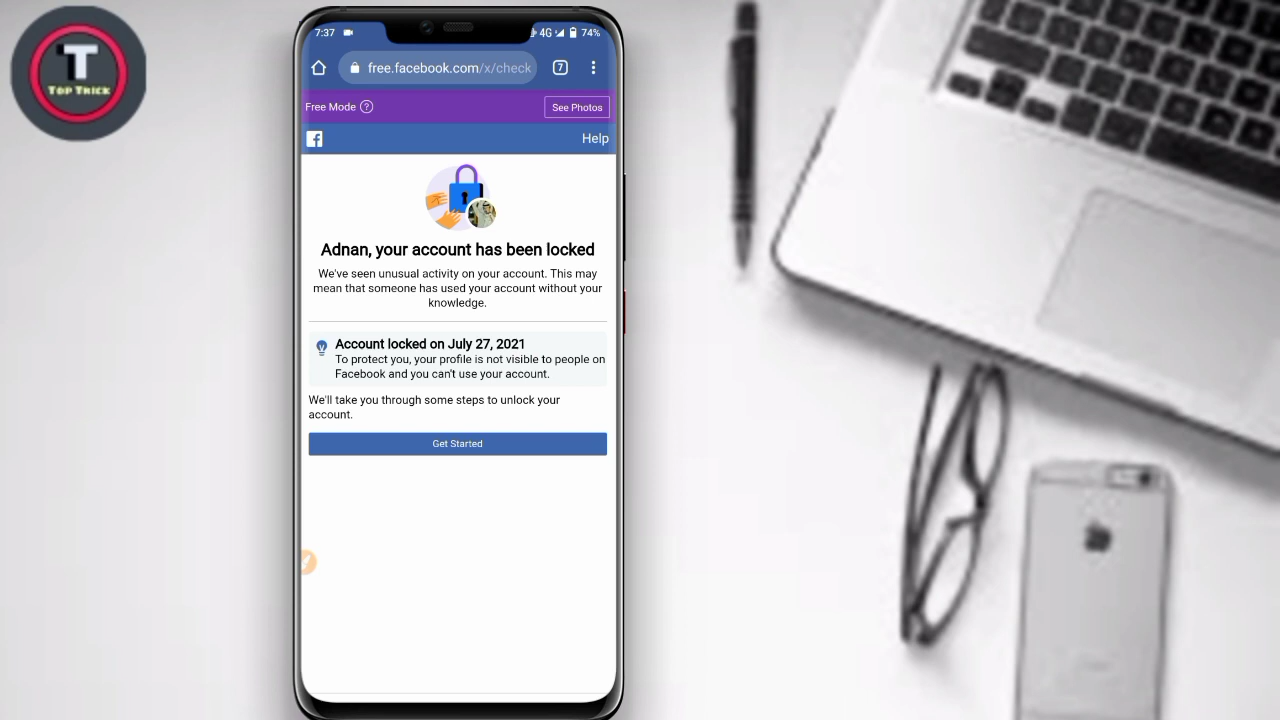 T
TOP TRICK
7:37
4G
74%
free.facebook.com/x/check
7
Free Mode ?
See Photos
Help
Adnan, your account has been locked
We've seen unusual activity on your account. This may
mean that someone has used your account without your
knowledge.
Account locked on July 27, 2021
To protect you, your profile is not visible to people on
Facebook and you can't use your account.
We'll take you through some steps to unlock your
account.
Get Started